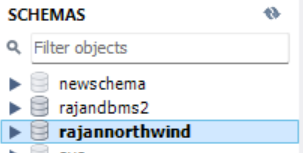 SCHEMAS
Filter objects
newschema
rajandbms2
rajannorthwind